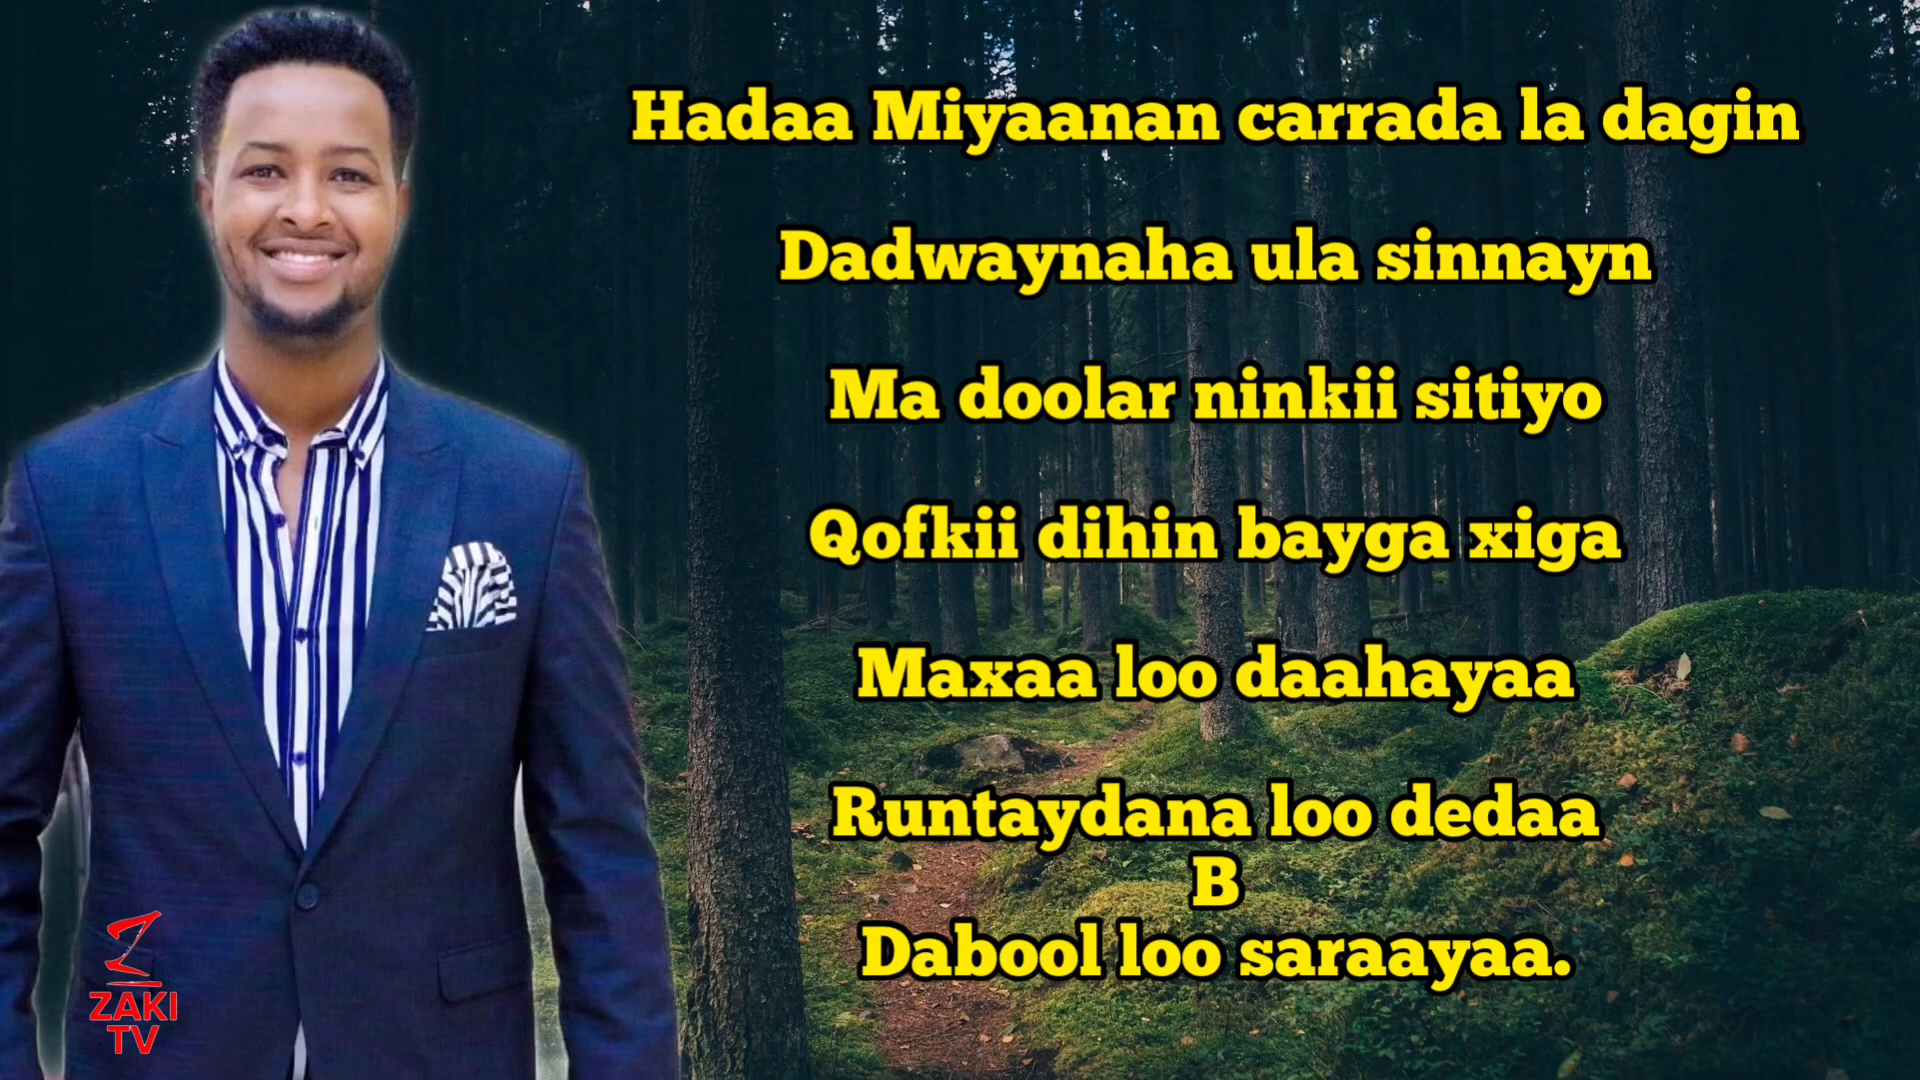 Hadaa Miyaanan carrada la dagin
Dadwaynaha ula sinnayn
Ma doolar ninkii sitiyo
Qofkii dihin bayga xiga
Maxaa loo daahayaa
Runtaydana loo dedaa
B
Dabool loo saraayaa.
ZAKI
TV